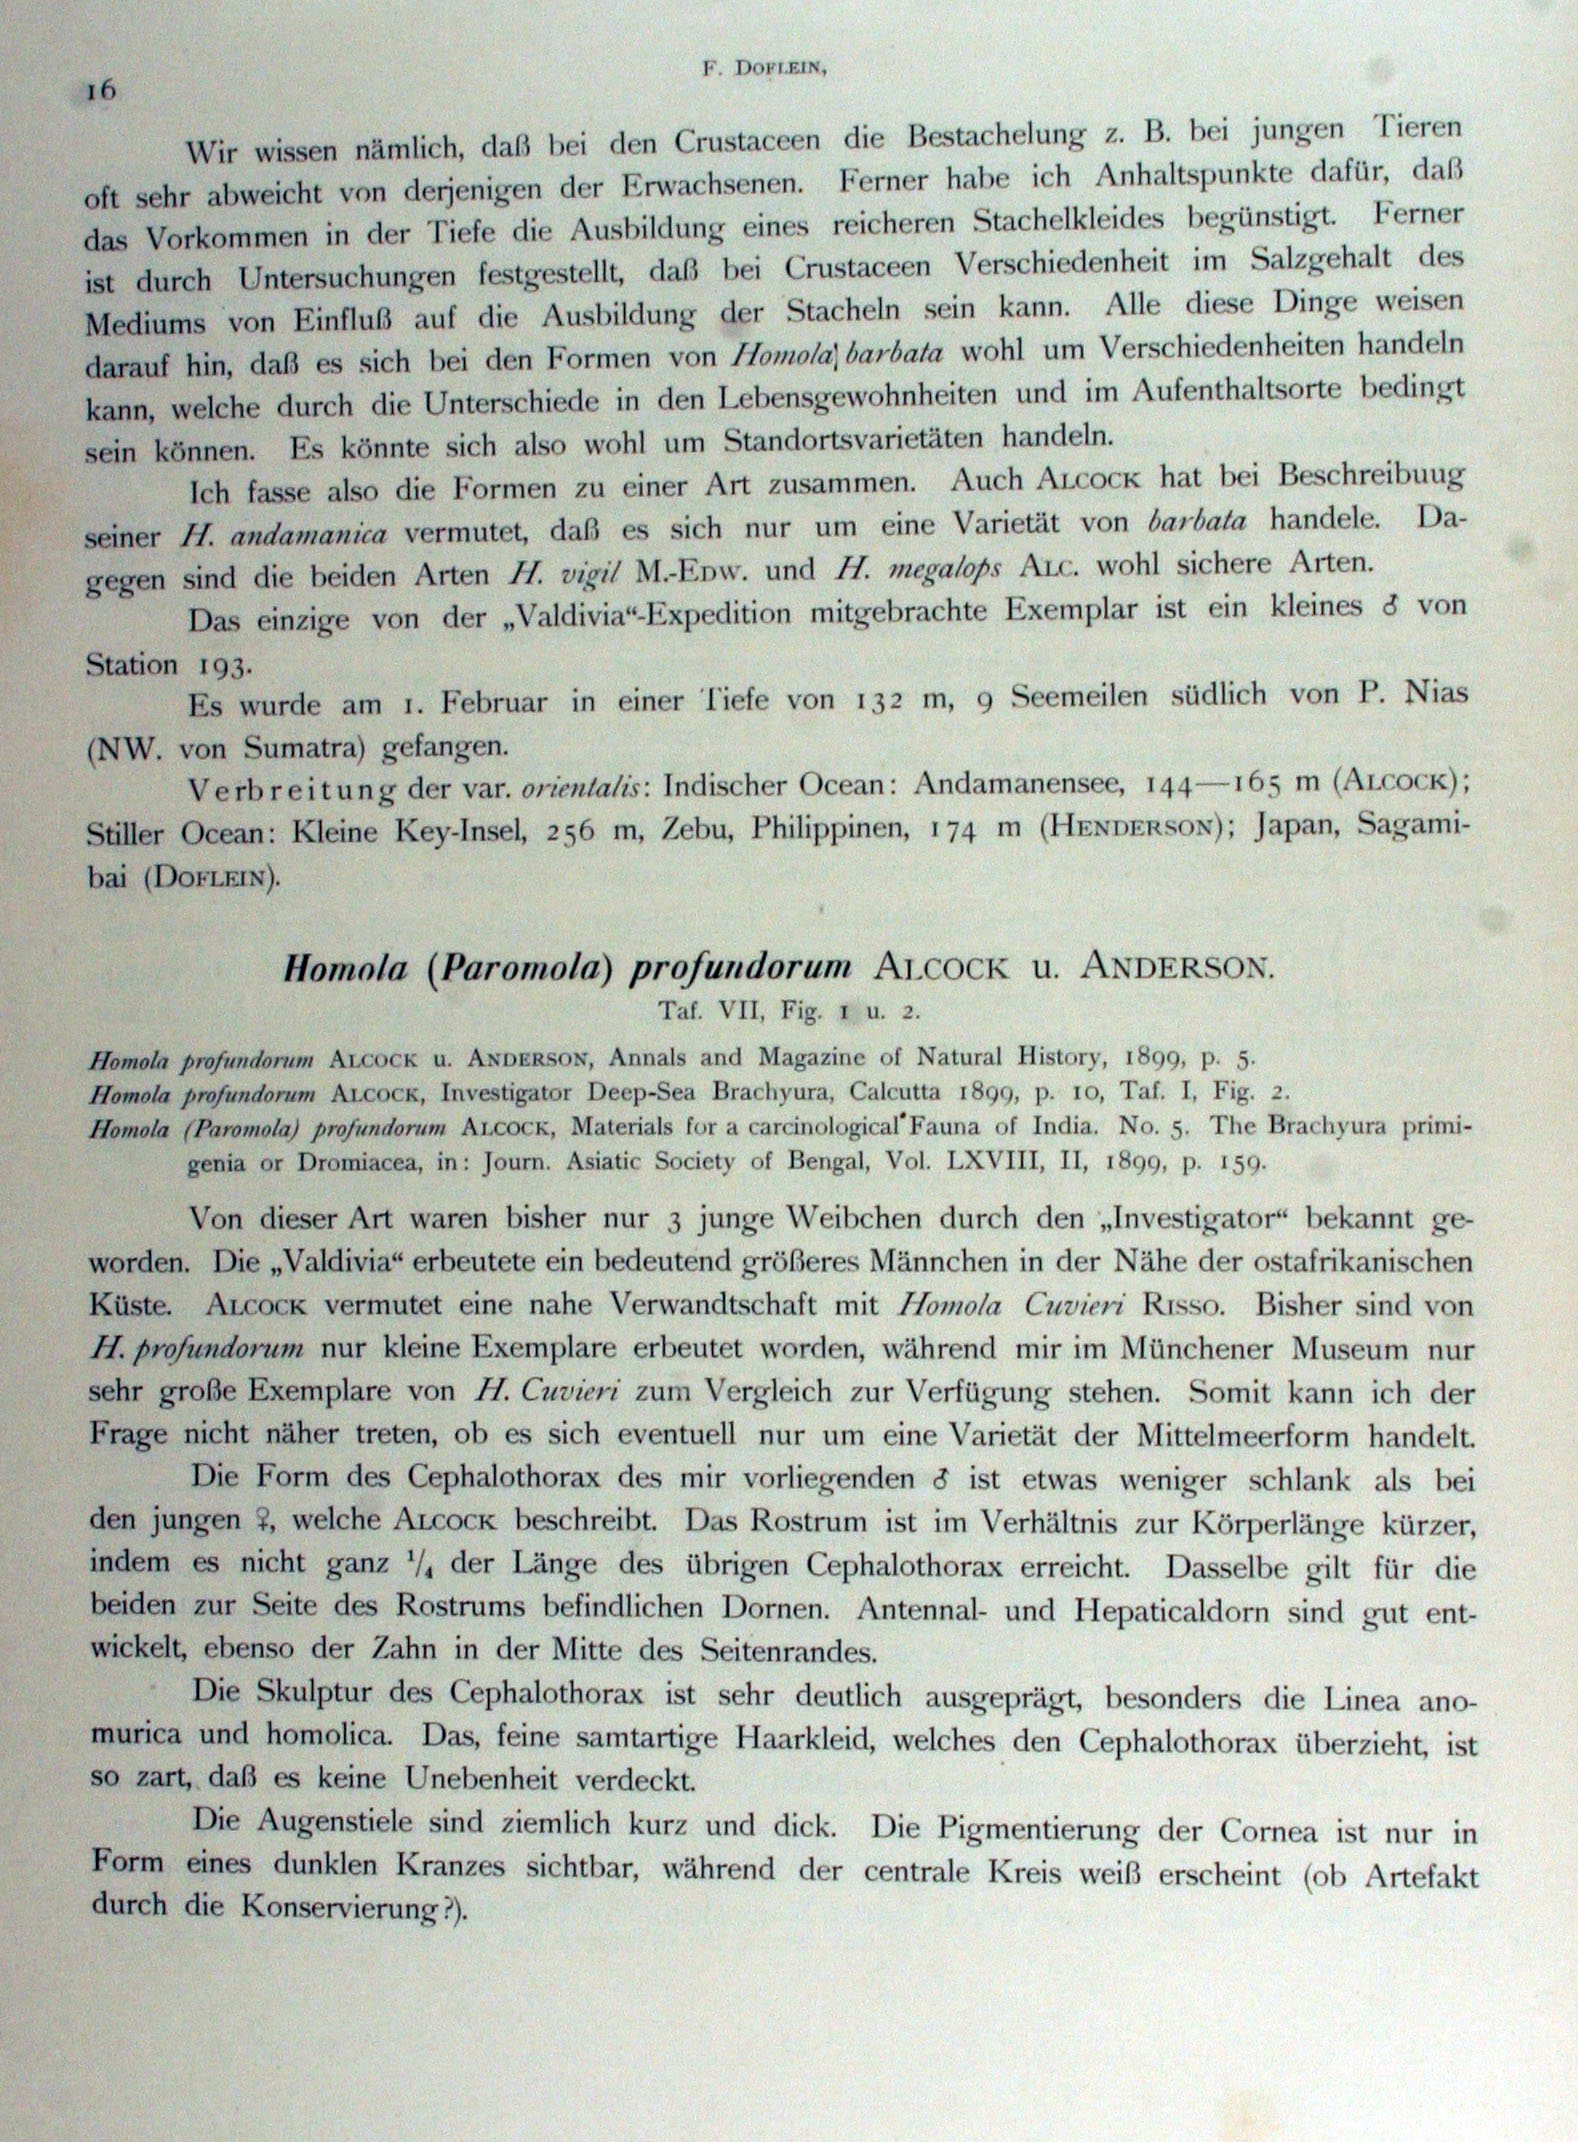 F. DOFLEIN,
16
Wir wissen nämlich, daß bei den Crustaceen die Bestachelung z. B. bei jungen Tieren
oft sehr abweicht von derjenigen der Erwachsenen. Ferner habe ich Anhaltspunkte dafür, daß
das Vorkommen in der Tiefe die Ausbildung eines reicheren Stachelkleides begünstigt. Ferner
ist durch Untersuchungen festgestellt, daß bei Crustaceen Verschiedenheit im Salzgehalt des
Mediums von Einfluß auf die Ausbildung der Stacheln sein kann. Alle diese Dinge weisen
darauf hin, daß es sich bei den Formen von Homola barbata wohl um Verschiedenheiten handeln
kann, welche durch die Unterschiede in den Lebensgewohnheiten und im Aufenthaltsorte bedingt
sein können. Es könnte sich also wohl um Standortsvarietäten handeln.
Ich fasse also die Formen zu einer Art zusammen. Auch ALCOCK hat bei Beschreibuug
seiner H. andamanica vermutet, daß es sich nur um eine Varietät von barbata handele. Da-
gegen sind die beiden Arten H. vigil M.-EDW. und H. megalops ALC. wohl sichere Arten.
Das einzige von der „Valdivia“-Expedition mitgebrachte Exemplar ist ein kleines ♂ von
Station 193.
Es wurde am 1. Februar in einer Tiefe von 132 m, 9 Seemeilen südlich von P. Nias
(NW. von Sumatra) gefangen.
Verbreitung der var. orientalis: Indischer Ocean: Andamanensee, 144—165 m (ALCOCK);
Stiller Ocean: Kleine Key-Insel, 256 m, Zebu, Philippinen, 174 m (HENDERSON); Japan, Sagami-
bai (DOFLEIN).
Homola (Paromola) profundorum ALCOCK u. ANDERSON.
Taf. VII, Fig. 1 u. 2.
Homola profundorum ALCOCK u. ANDERSON, Annals and Magazine of Natural History, 1899, p. 5.
Homola profundorum ALCOCK, Investigator Deep-Sea Brachyura, Calcutta 1899, p. 10, Taf. I, Fig. 2.
Homola (Paromola) profundorum ALCOCK, Materials for a carcinological Fauna of India. No. 5. The Brachyura primi-
genia or Dromiacea, in: Journ. Asiatic Society of Bengal, Vol. LXVIII, II, 1899, p. 159.
Von dieser Art waren bisher nur 3 junge Weibchen durch den „Investigator“ bekannt ge-
worden. Die „Valdivia“ erbeutete ein bedeutend größeres Männchen in der Nähe der ostafrikanischen
Küste. ALCOCK vermutet eine nahe Verwandtschaft mit Homola Cuvieri RISSO. Bisher sind von
H. profundorum nur kleine Exemplare erbeutet worden, während mir im Münchener Museum nur
sehr große Exemplare von H. Cuvieri zum Vergleich zur Verfügung stehen. Somit kann ich der
Frage nicht näher treten, ob es sich eventuell nur um eine Varietät der Mittelmeerform handelt.
Die Form des Cephalothorax des mir vorliegenden ♂ ist etwas weniger schlank als bei
den jungen ♀, welche ALCOCK beschreibt. Das Rostrum ist im Verhältnis zur Körperlänge kürzer,
indem es nicht ganz ¹/₄ der Länge des übrigen Cephalothorax erreicht. Dasselbe gilt für die
beiden zur Seite des Rostrums befindlichen Dornen. Antennal- und Hepaticaldorn sind gut ent-
wickelt, ebenso der Zahn in der Mitte des Seitenrandes.
Die Skulptur des Cephalothorax ist sehr deutlich ausgeprägt, besonders die Linea ano-
murica und homolica. Das, feine samtartige Haarkleid, welches den Cephalothorax überzieht, ist
so zart, daß es keine Unebenheit verdeckt.
Die Augenstiele sind ziemlich kurz und dick. Die Pigmentierung der Cornea ist nur in
Form eines dunklen Kranzes sichtbar, während der centrale Kreis weiß erscheint (ob Artefakt
durch die Konservierung?).